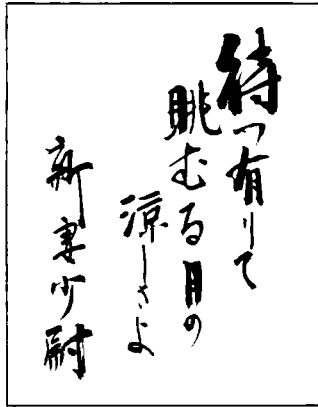 待つ有りて
眺むる月の
涼しさよ
新妻少尉